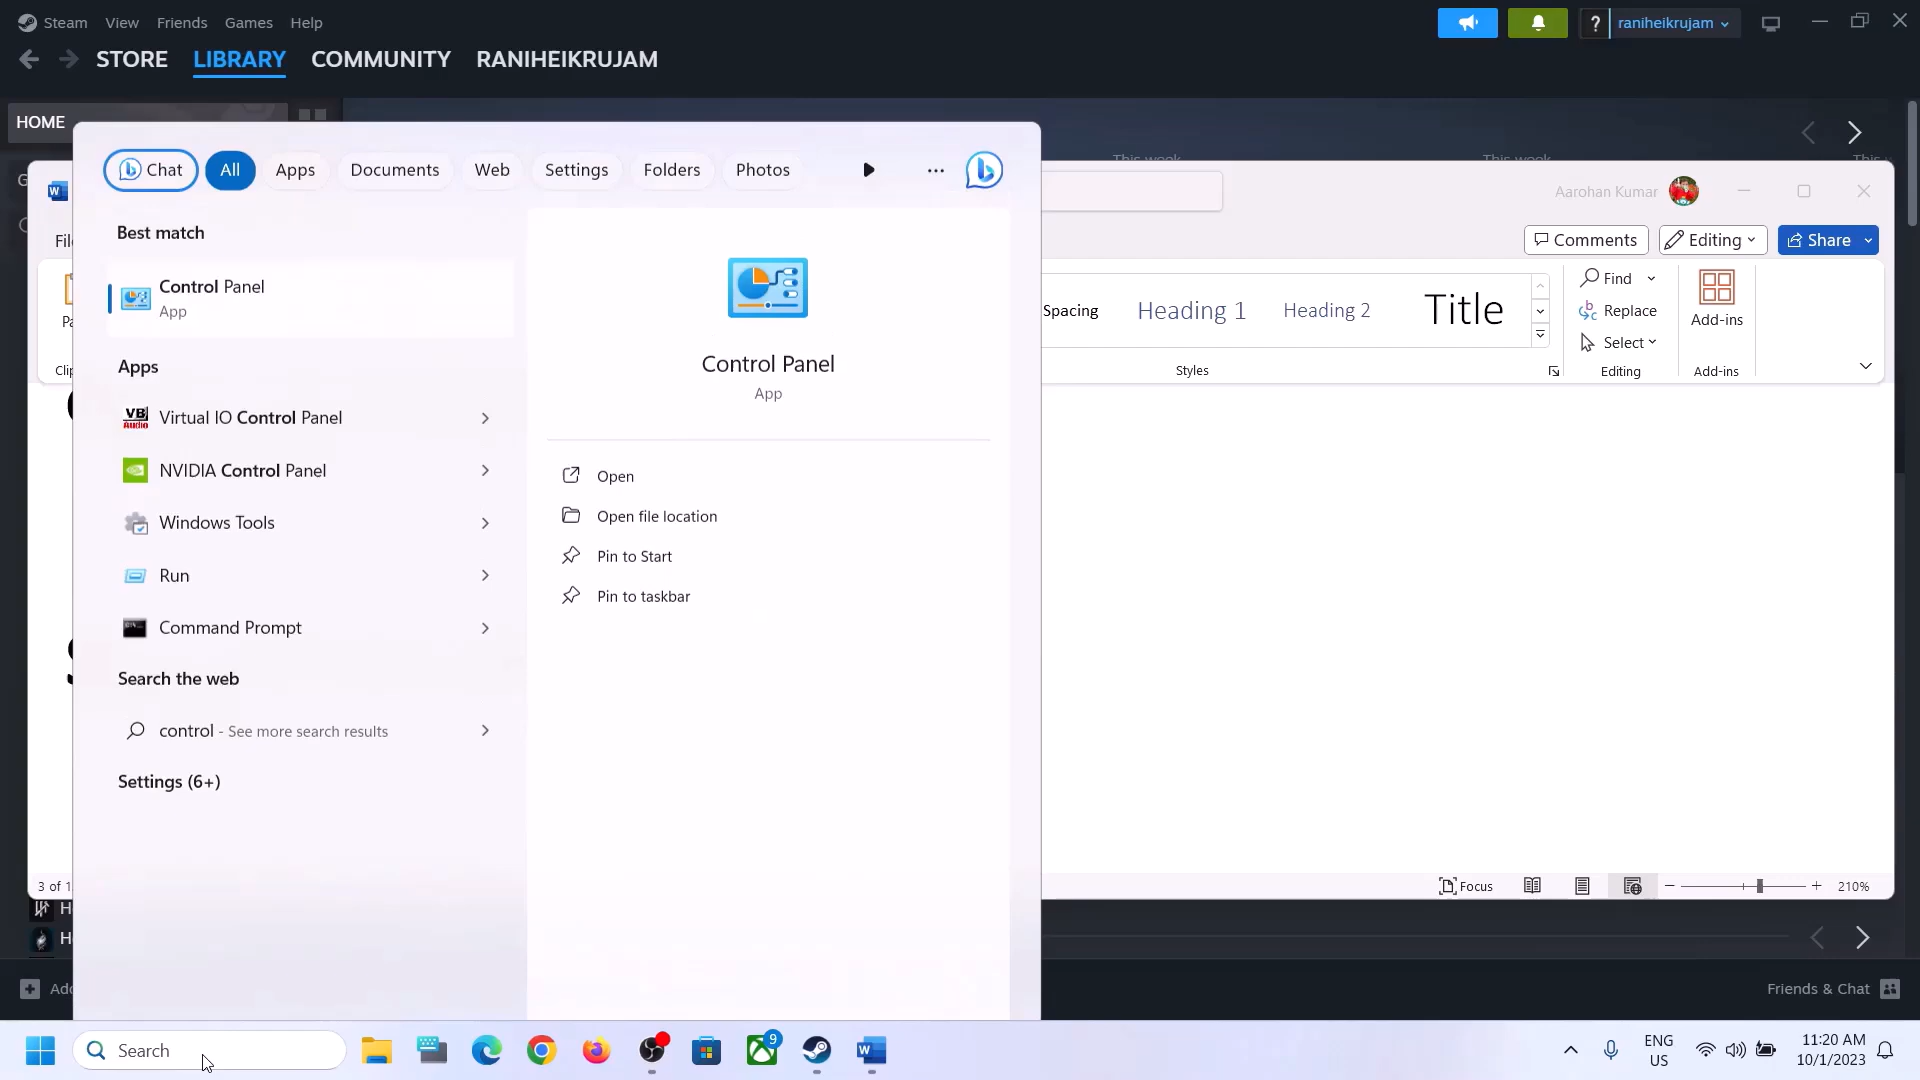 Steam View Friends Games Help
? raniheikrujam
STORE LIBRARY COMMUNITY RANIHEIKRUJAM
HOME
Chat All Apps Documents Web Settings Folders Photos
Best match
Control Panel
App
Apps
Virtual IO Control Panel
NVIDIA Control Panel
Windows Tools
Run
Command Prompt
Search the web
control - See more search results
Settings (6+)
Control Panel
App
Open
Open file location
Pin to Start
Pin to taskbar
Aarohan Kumar
Comments Editing Share
Spacing Heading 1 Heading 2 Title
Find
Replace
Select
Add-ins
Styles Editing Add-ins
3 of 1
Focus 210%
Friends & Chat
Search
9
ENG
US
11:20 AM
10/1/2023